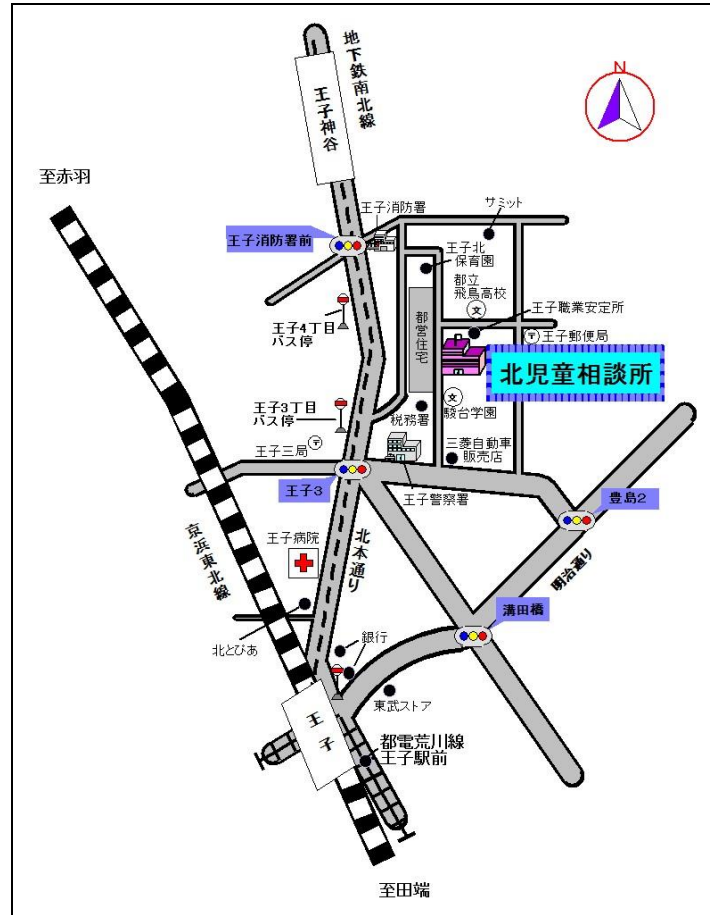 N
地下鉄南北線
王子神谷
至赤羽
王子消防署
サミット
王子消防署前
王子北
保育園
都立
飛鳥高校
文
王子職業安定所
王子4丁目
バス停
都営住宅
〒王子郵便局
北児童相談所
王子3丁目
バス停
文
駿台学園
税務署
王子三局
〒
三菱自動車
販売店
王子3
王子警察署
豊島2
京浜東北線
王子病院
北本通り
明治通り
溝田橋
北とぴあ
銀行
東武ストア
王子
都電荒川線
王子駅前
至田端